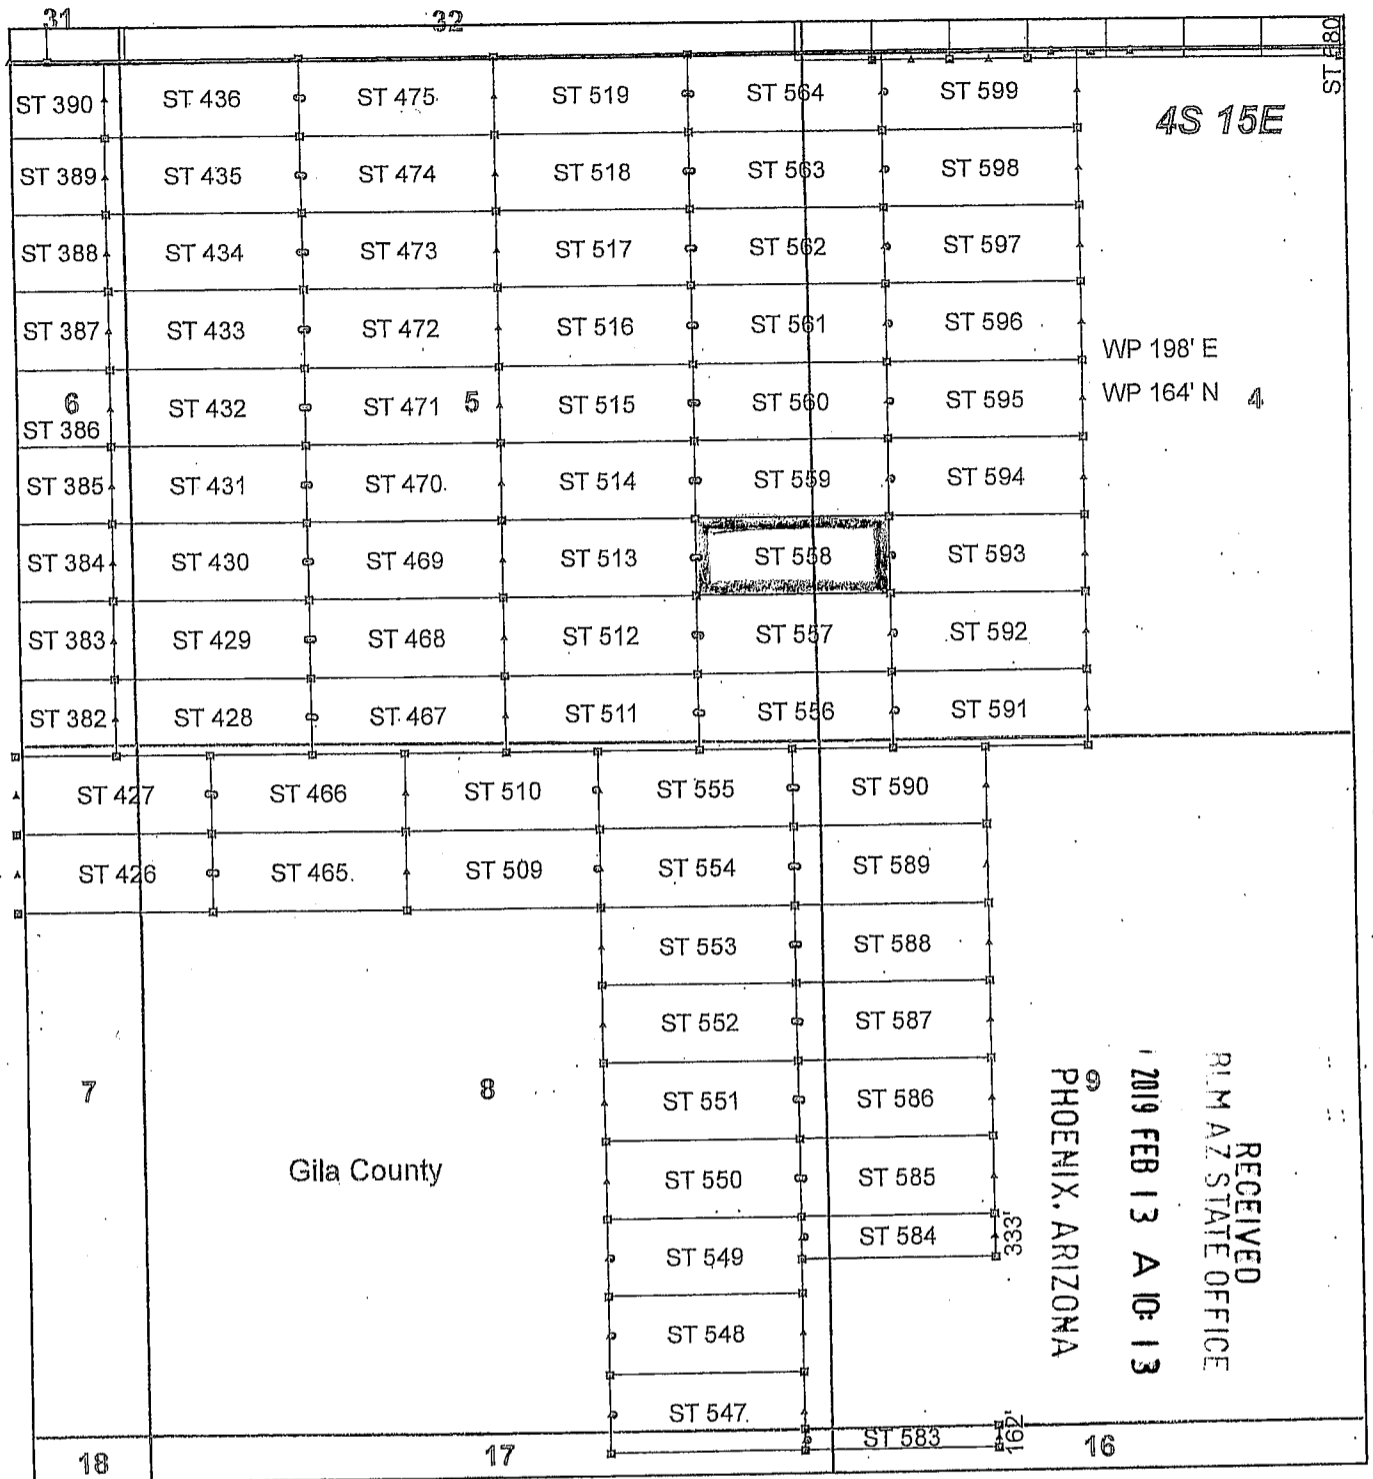 31 32
ST 390 ST 436 ST 475 ST 519 ST 564 ST 599
4S 15E
ST 389 ST 435 ST 474 ST 518 ST 563 ST 598
ST 388 ST 434 ST 473 ST 517 ST 562 ST 597
ST 387 ST 433 ST 472 ST 516 ST 561 ST 596
WP 198' E
WP 164' N 4
6 ST 432 ST 471 5 ST 515 ST 560 ST 595
ST 386
ST 385 ST 431 ST 470 ST 514 ST 559 ST 594
ST 384 ST 430 ST 469 ST 513 ST 558 ST 593
ST 383 ST 429 ST 468 ST 512 ST 557 ST 592
ST 382 ST 428 ST 467 ST 511 ST 556 ST 591
ST 427 ST 466 ST 510 ST 555 ST 590
ST 426 ST 465 ST 509 ST 554 ST 589
ST 553 ST 588
ST 552 ST 587
7 8 ST 551 ST 586 9
Gila County ST 550 ST 585
ST 584 333'
ST 549
ST 548
ST 547
ST 583 162'
18 17 16
RECEIVED
BLM AZ STATE OFFICE
2019 FEB 13 A 10: 13
PHOENIX, ARIZONA